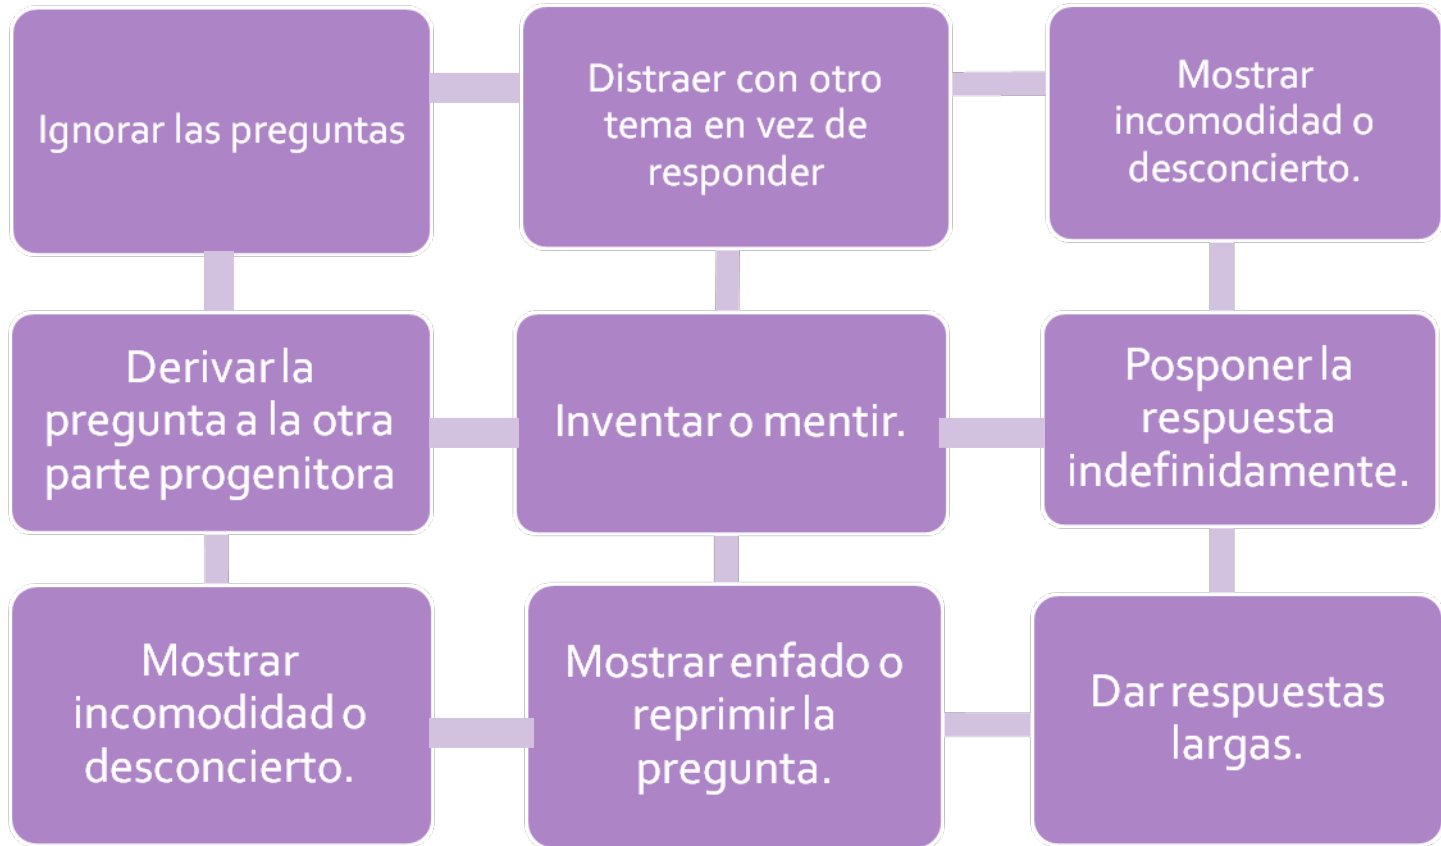 Ignorar las preguntas
Distraer con otro
tema en vez de
responder
Mostrar
incomodidad o
desconcierto.
Derivar la
pregunta a la otra
parte progenitora
Inventar o mentir.
Posponer la
respuesta
indefinidamente.
Mostrar
incomodidad o
desconcierto.
Mostrar enfado o
reprimir la
pregunta.
Dar respuestas
largas.